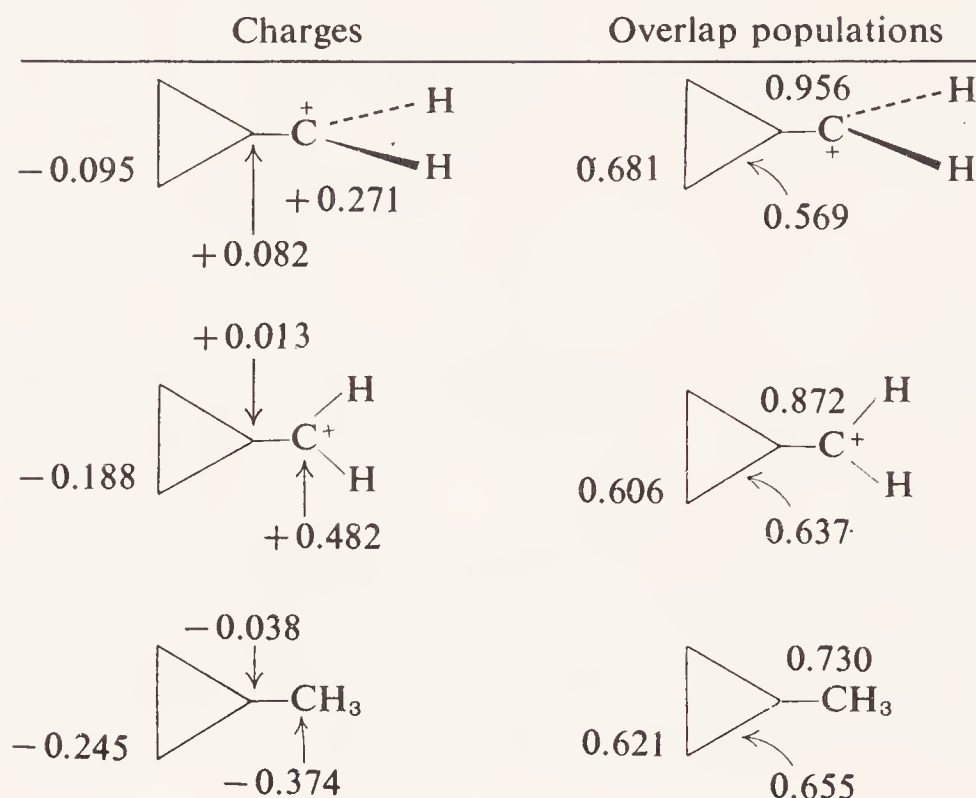 Charges Overlap populations
C + H H
−0.095
+0.271
+0.082
0.956
C + H H
0.681
0.569
+0.013
C+ H H
−0.188
+0.482
0.872
C+ H H
0.606
0.637
−0.038
CH₃
−0.245
−0.374
0.730
CH₃
0.621
0.655